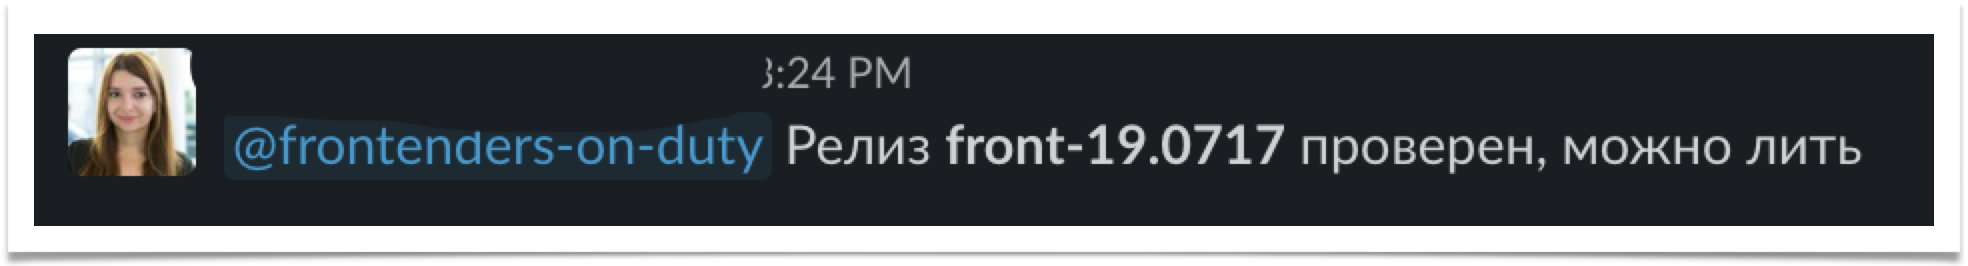 :24 PM
@frontenders-on-duty Релиз front-19.0717 проверен, можно лить